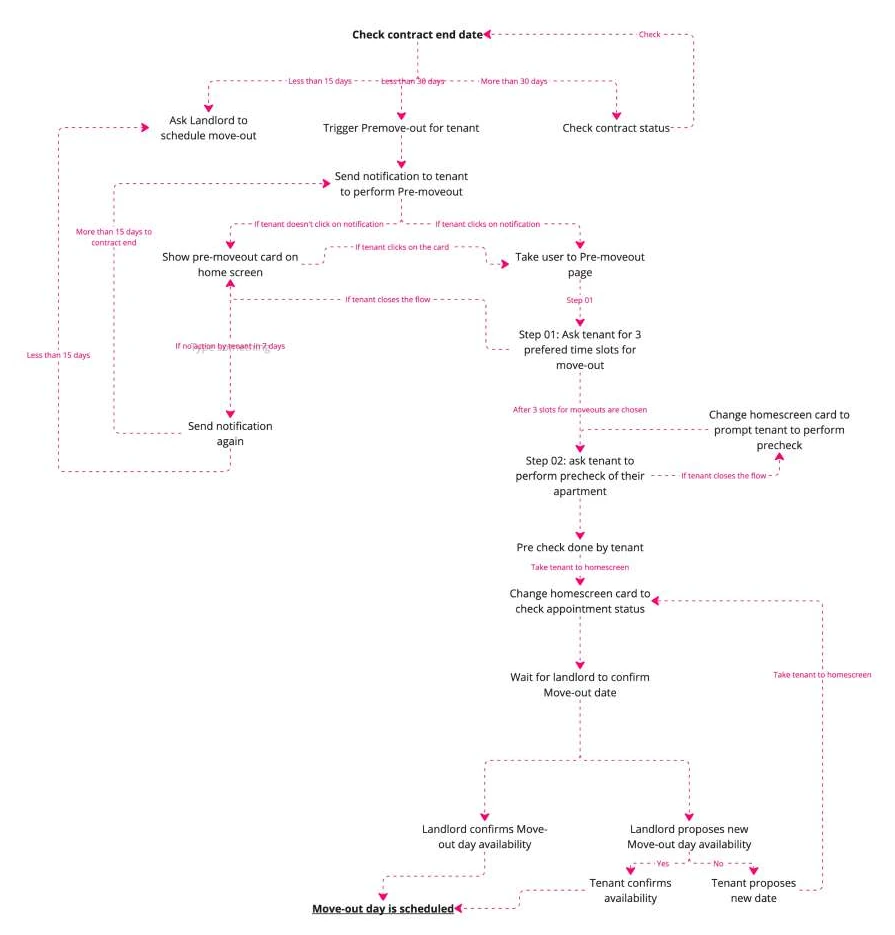 Check contract end date
Check
Less than 15 days
Less than 30 days
More than 30 days
Ask Landlord to
schedule move-out
Trigger Premove-out for tenant
Check contract status
Send notification to tenant
to perform Pre-moveout
More than 15 days to
contract end
If tenant doesn't click on notification
If tenant clicks on notification
If tenant clicks on the card
Show pre-moveout card on
home screen
Take user to Pre-moveout
page
If tenant closes the flow
Step 01
Step 01: Ask tenant for 3
prefered time slots for
move-out
If no action by tenant in 7 days
Less than 15 days
After 3 slots for moveouts are chosen
Change homescreen card to
prompt tenant to perform
precheck
Send notification
again
Step 02: ask tenant to
perform precheck of their
apartment
If tenant closes the flow
Pre check done by tenant
Take tenant to homescreen
Change homescreen card to
check appointment status
Take tenant to homescreen
Wait for landlord to confirm
Move-out date
Landlord confirms Move-
out day availability
Landlord proposes new
Move-out day availability
Yes
No
Tenant confirms
availability
Tenant proposes
new date
Move-out day is scheduled